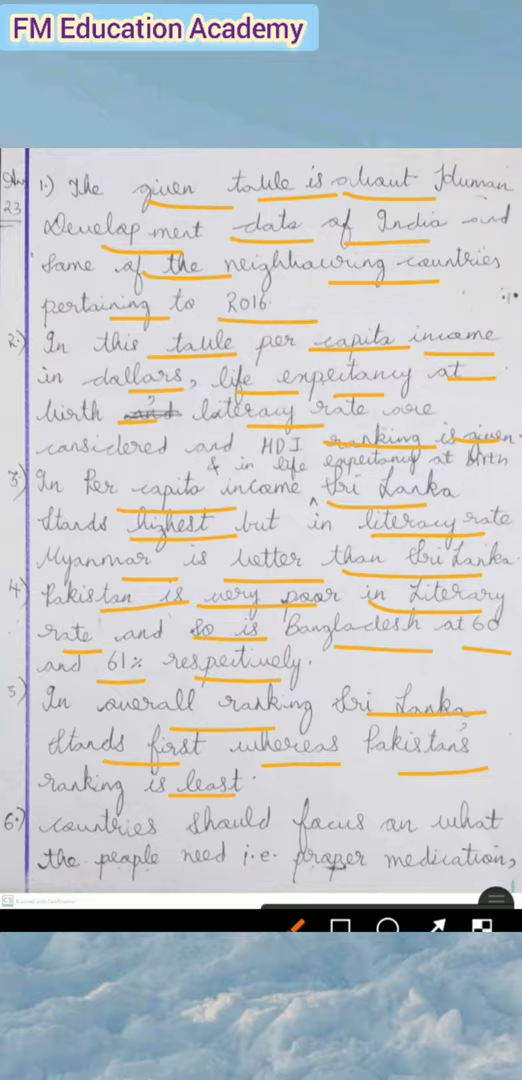 FM Education Academy
Ans
23
1.) The given table is about Human
Development data of India and
Some of the neighbouring countries
pertaining to 2016.
2.) In this table per capita income
in dollars, life expectancy at
birth and literacy rate are
considered and HDI ranking is given.
& in life expectancy at birth
3.) In Per capita income ^ Sri Lanka
Stands highest but in literacy rate
Myanmar is better than Sri Lanka.
4.) Pakistan is very poor in Literary
rate and so is Bangladesh at 60
and 61% respectively.
5.) In overall ranking Sri Lanka
Stands first whereas Pakistan's
ranking is least.
6.) countries should focus on what
the people need i.e. proper medication,